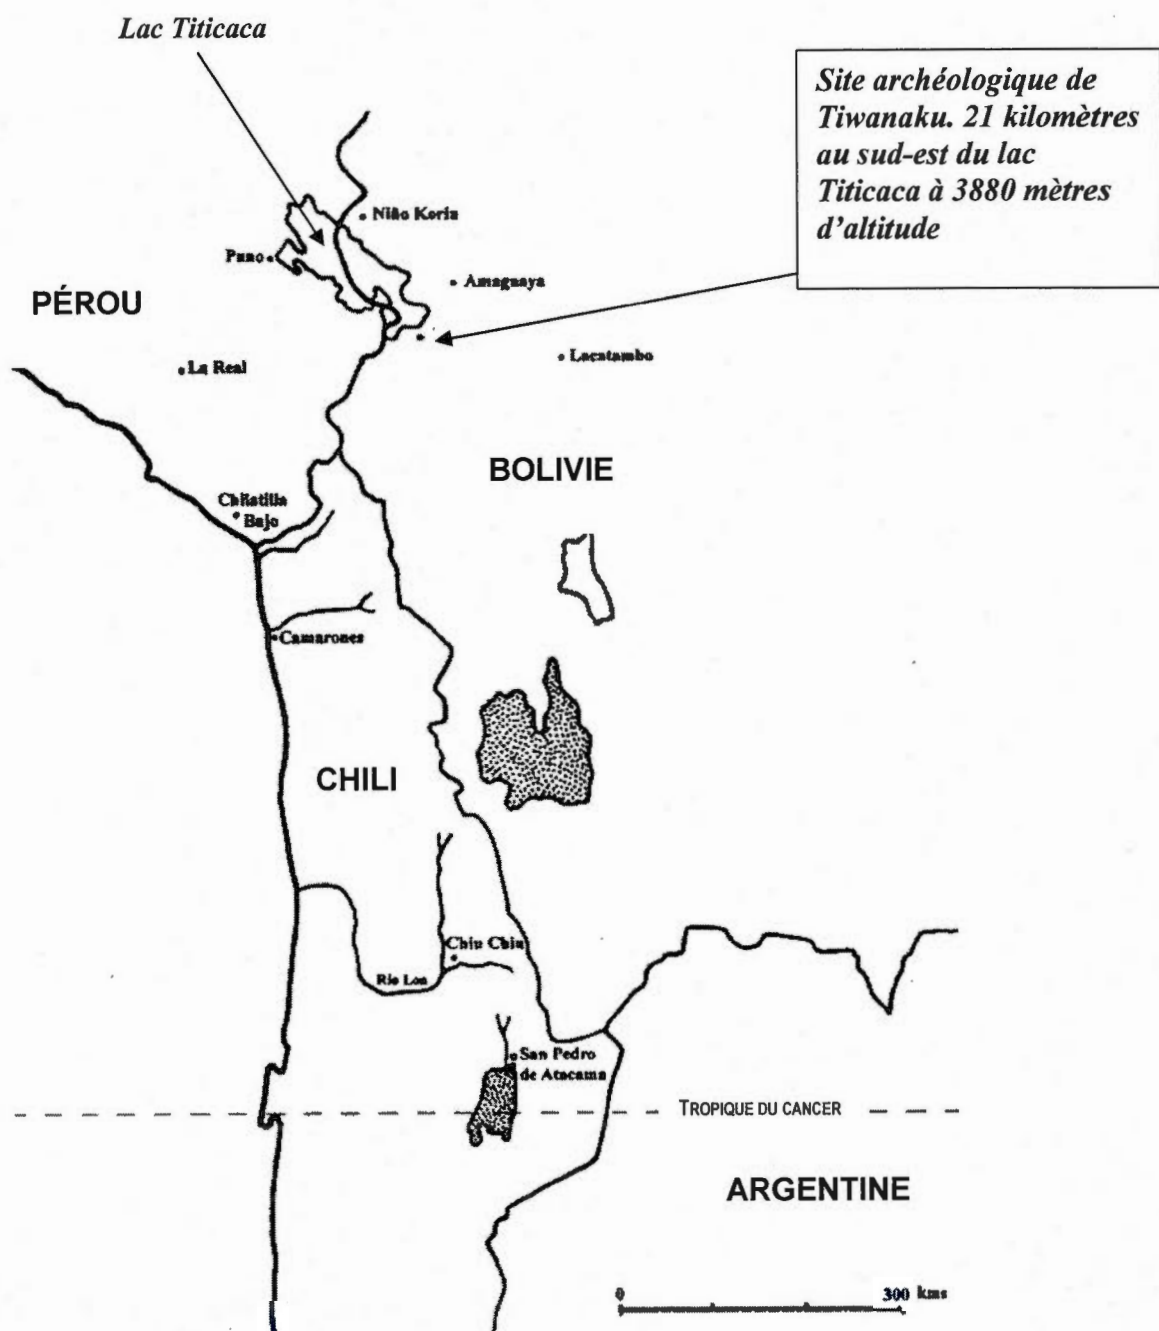 Lac Titicaca
Site archéologique de
Tiwanaku. 21 kilomètres
au sud-est du lac
Titicaca à 3880 mètres
d'altitude
Niño Korin
Puno
Amaguaya
PÉROU
La Real
Lacatambo
BOLIVIE
Chilatilla
Bajo
Camarones
CHILI
Chiu Chiu
Rio Loa
San Pedro
de Atacama
TROPIQUE DU CANCER
ARGENTINE
0 300 kms